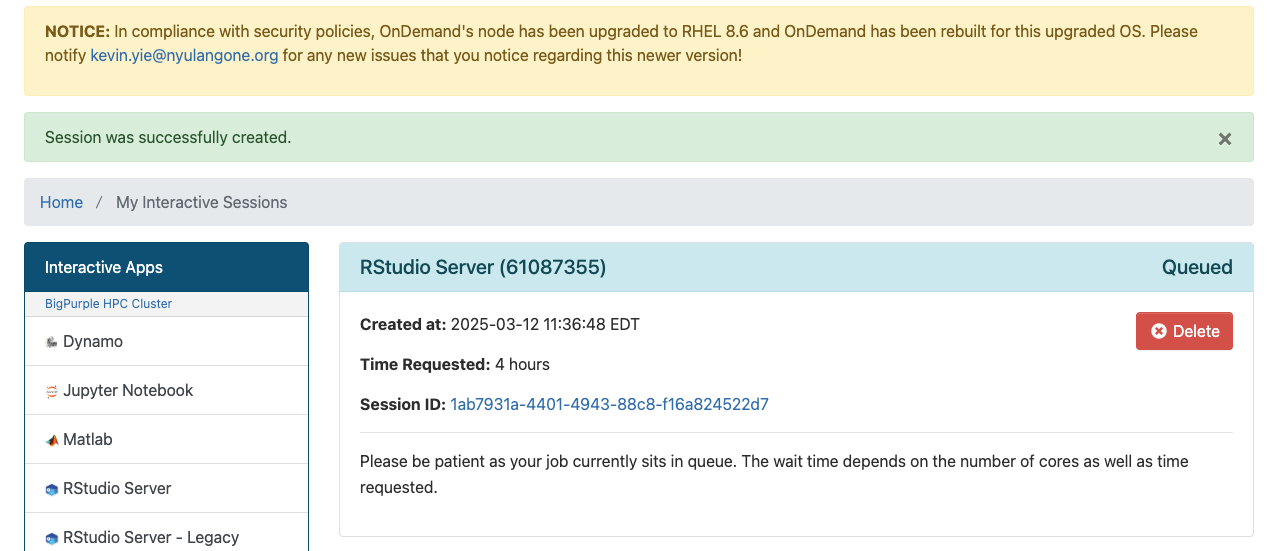 NOTICE: In compliance with security policies, OnDemand's node has been upgraded to RHEL 8.6 and OnDemand has been rebuilt for this upgraded OS. Please
notify kevin.yie@nyulangone.org for any new issues that you notice regarding this newer version!
Session was successfully created.
×
Home / My Interactive Sessions
Interactive Apps
BigPurple HPC Cluster
Dynamo
Jupyter Notebook
Matlab
RStudio Server
RStudio Server - Legacy
RStudio Server (61087355) Queued
Created at: 2025-03-12 11:36:48 EDT
Delete
Time Requested: 4 hours
Session ID: 1ab7931a-4401-4943-88c8-f16a824522d7
Please be patient as your job currently sits in queue. The wait time depends on the number of cores as well as time
requested.